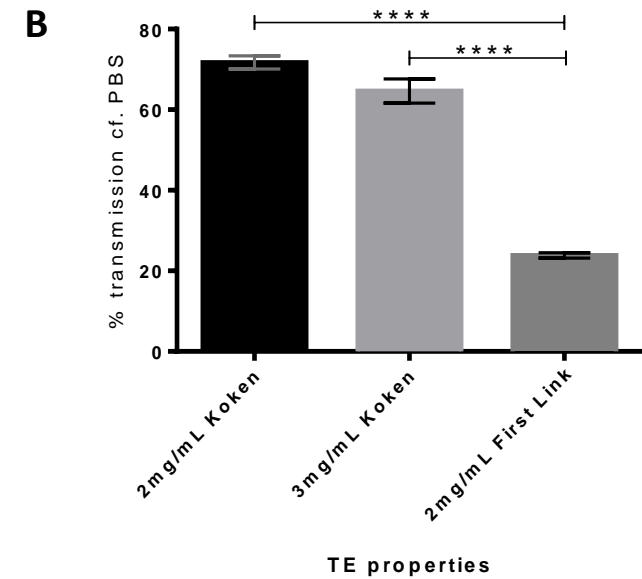 B
% transmission cf. PBS
80
60
40
20
0
****
****
2mg/mL Koken
3mg/mL Koken
2mg/mL First Link
TE properties